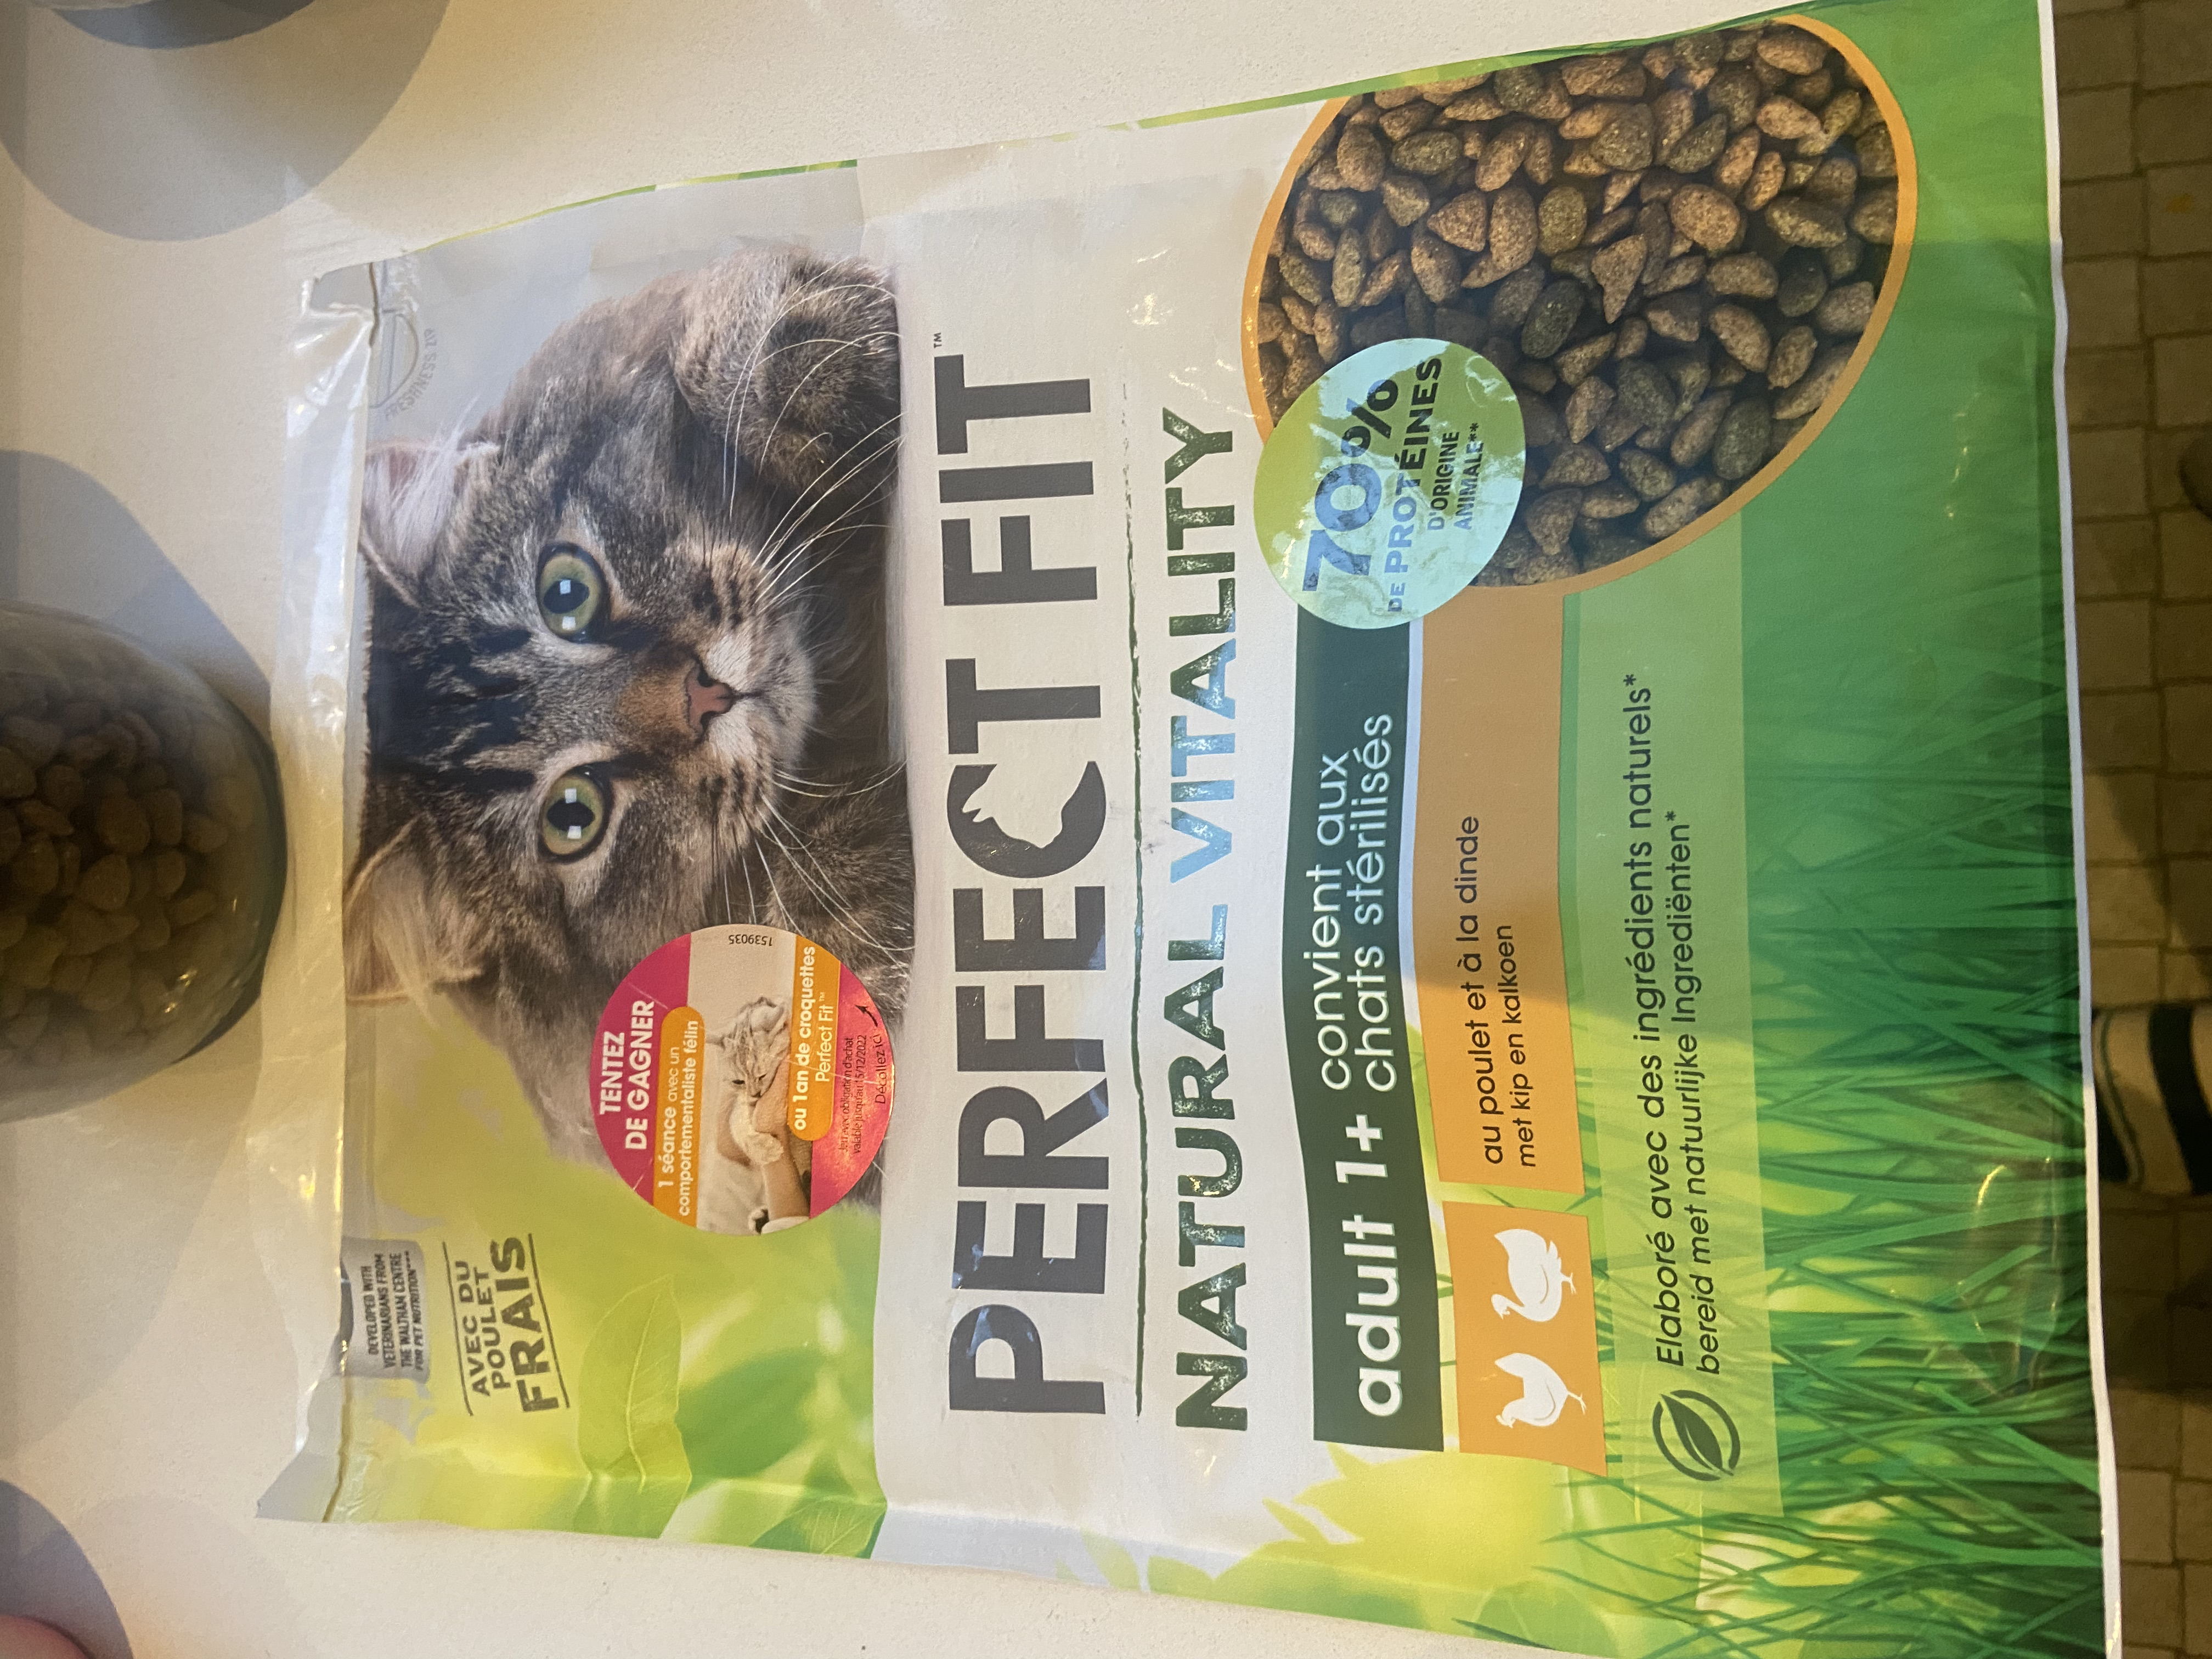 DEVELOPED WITH
VETERINARIANS FROM
THE WALTHAM CENTRE
FOR PET NUTRITION***
FRESHNESS ZIP
AVEC DU
POULET
FRAIS
TENTEZ
DE GAGNER
1 séance avec un
comportementaliste félin
1539035
ou 1an de croquettes
Perfect Fit™
Jeu avec obligation d'achat
valable jusqu'au 15/12/2022
Décollez ici
PERFECT FIT™
NATURAL VITALITY
adult 1+ convient aux
chats stérilisés
70%
DE PROTÉINES
D'ORIGINE
ANIMALE**
au poulet et à la dinde
met kip en kalkoen
Elaboré avec des ingrédients naturels*
bereid met natuurlijke Ingrediënten*